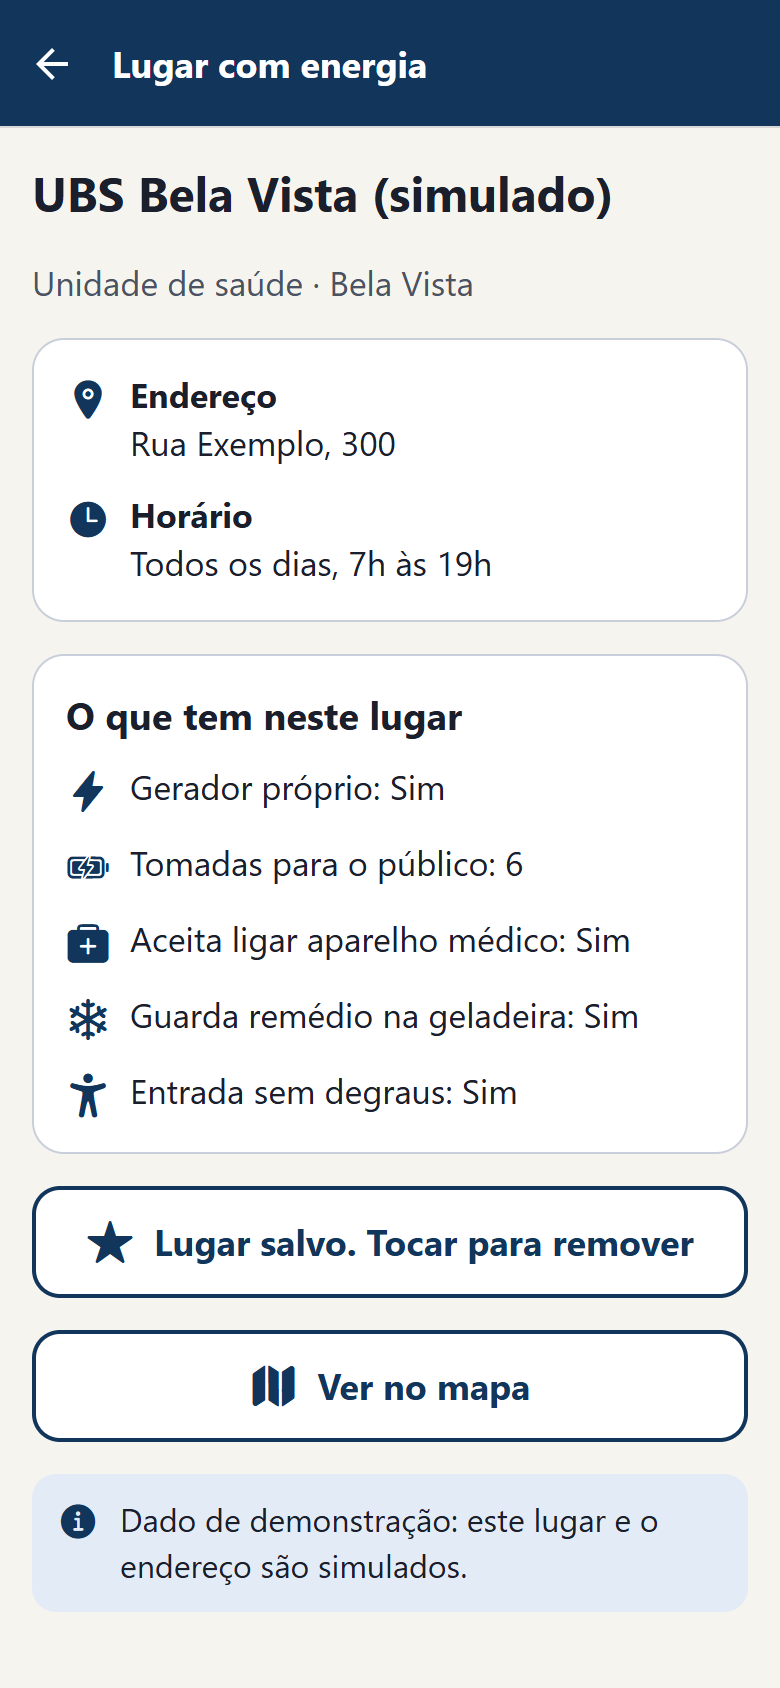 Lugar com energia
UBS Bela Vista (simulado)
Unidade de saúde · Bela Vista
Endereço
Rua Exemplo, 300
Horário
Todos os dias, 7h às 19h
O que tem neste lugar
Gerador próprio: Sim
Tomadas para o público: 6
Aceita ligar aparelho médico: Sim
Guarda remédio na geladeira: Sim
Entrada sem degraus: Sim
Lugar salvo. Tocar para remover
Ver no mapa
Dado de demonstração: este lugar e o
endereço são simulados.